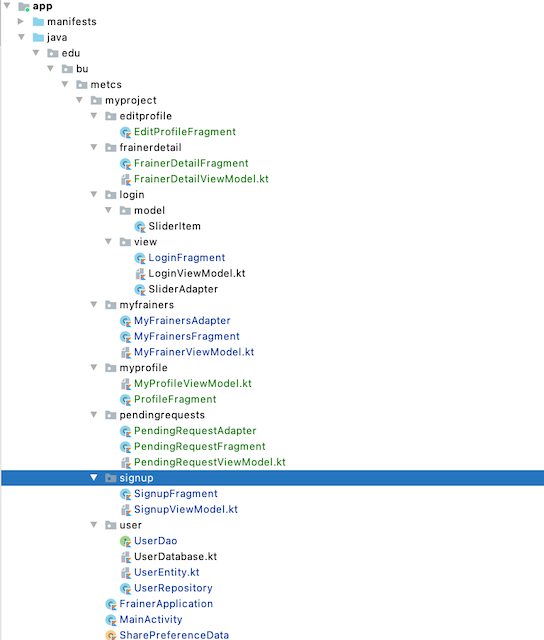 app
manifests
java
edu
bu
metcs
myproject
editprofile
EditProfileFragment
frainerdetail
FrainerDetailFragment
FrainerDetailViewModel.kt
login
model
SliderItem
view
LoginFragment
LoginViewModel.kt
SliderAdapter
myfrainers
MyFrainersAdapter
MyFrainersFragment
MyFrainerViewModel.kt
myprofile
MyProfileViewModel.kt
ProfileFragment
pendingrequests
PendingRequestAdapter
PendingRequestFragment
PendingRequestViewModel.kt
signup
SignupFragment
SignupViewModel.kt
user
UserDao
UserDatabase.kt
UserEntity.kt
UserRepository
FrainerApplication
MainActivity
SharePreferenceData